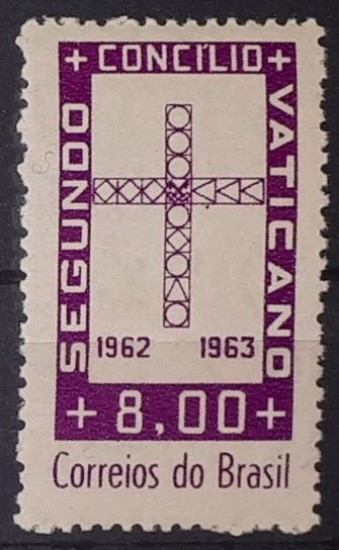 SEGUNDO
+ CONCÍLIO +
VATICANO
1962 1963
+ 8,00 +
Correios do Brasil